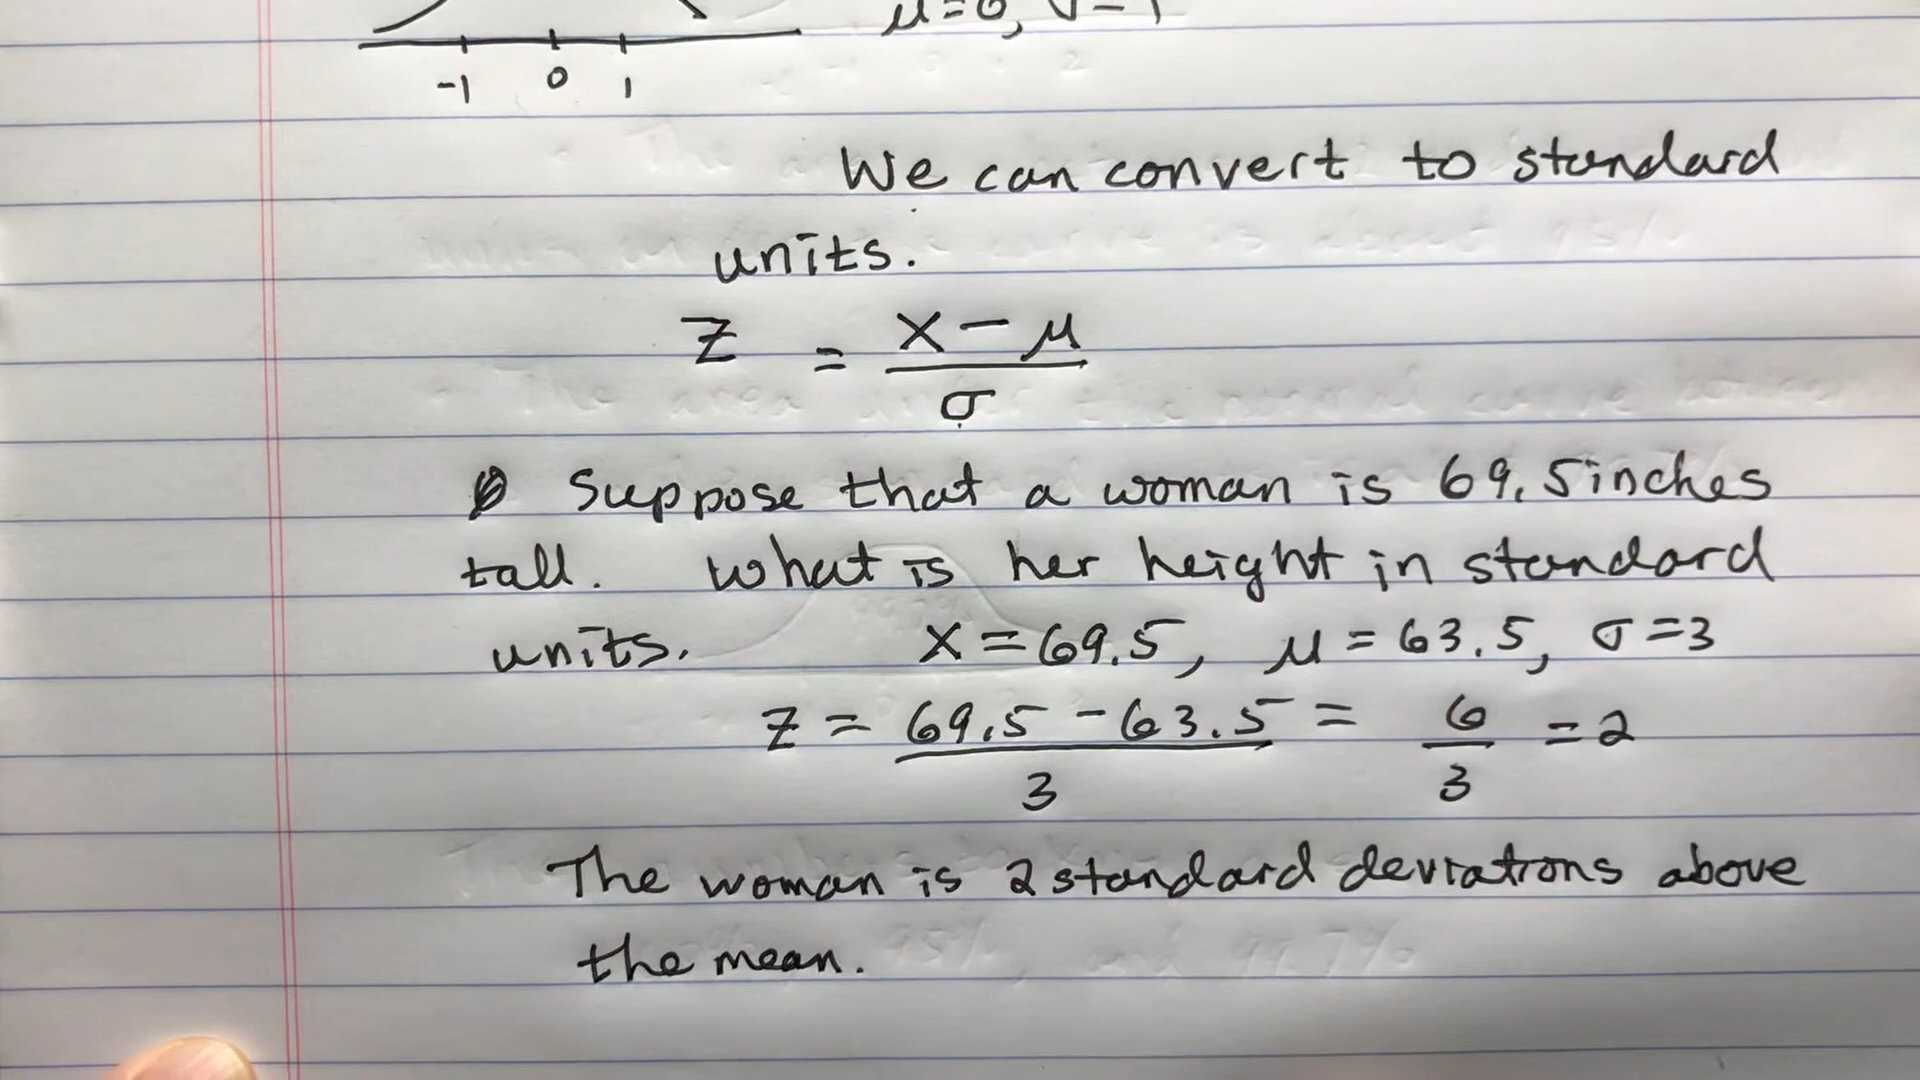 μ=0, σ=1
-1 0 1
We can convert to standard
units.
Z = X-μ
σ
Suppose that a woman is 69.5 inches
tall. What is her height in standard
units. X=69.5, μ=63.5, σ=3
Z = 69.5-63.5 = 6 =2
3 3
The woman is 2 standard deviations above
the mean.